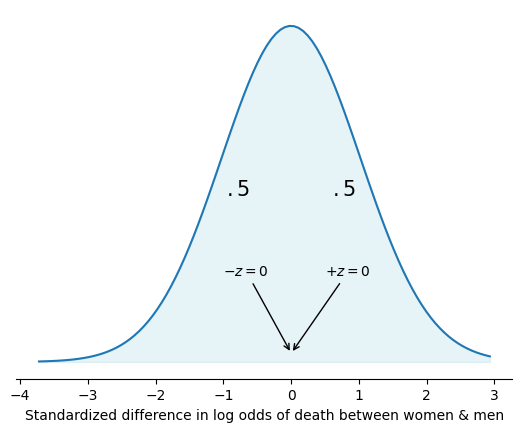 .5 .5
−z = 0 +z = 0
−4 −3 −2 −1 0 1 2 3
Standardized difference in log odds of death between women & men